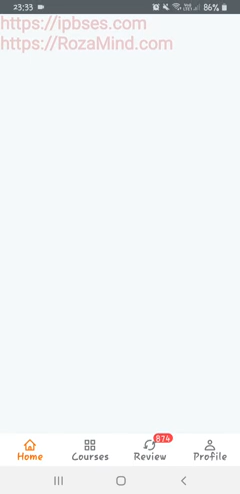 23:33
86%
https://ipbses.com
https://RozaMind.com
874
Home
Courses
Review
Profile